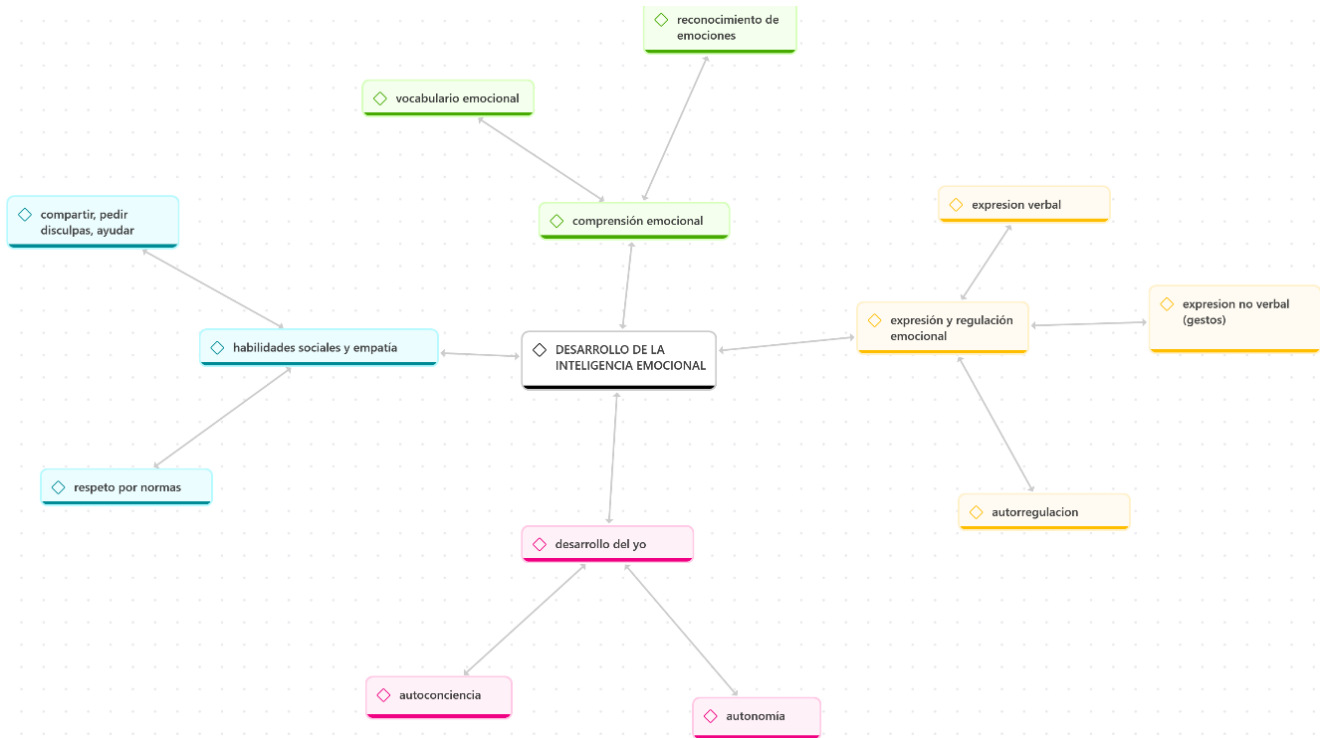 reconocimiento de
emociones
vocabulario emocional
comprensión emocional
expresion verbal
compartir, pedir
disculpas, ayudar
expresion no verbal
(gestos)
expresión y regulación
emocional
habilidades sociales y empatía
DESARROLLO DE LA
INTELIGENCIA EMOCIONAL
respeto por normas
autorregulacion
desarrollo del yo
autoconciencia
autonomía